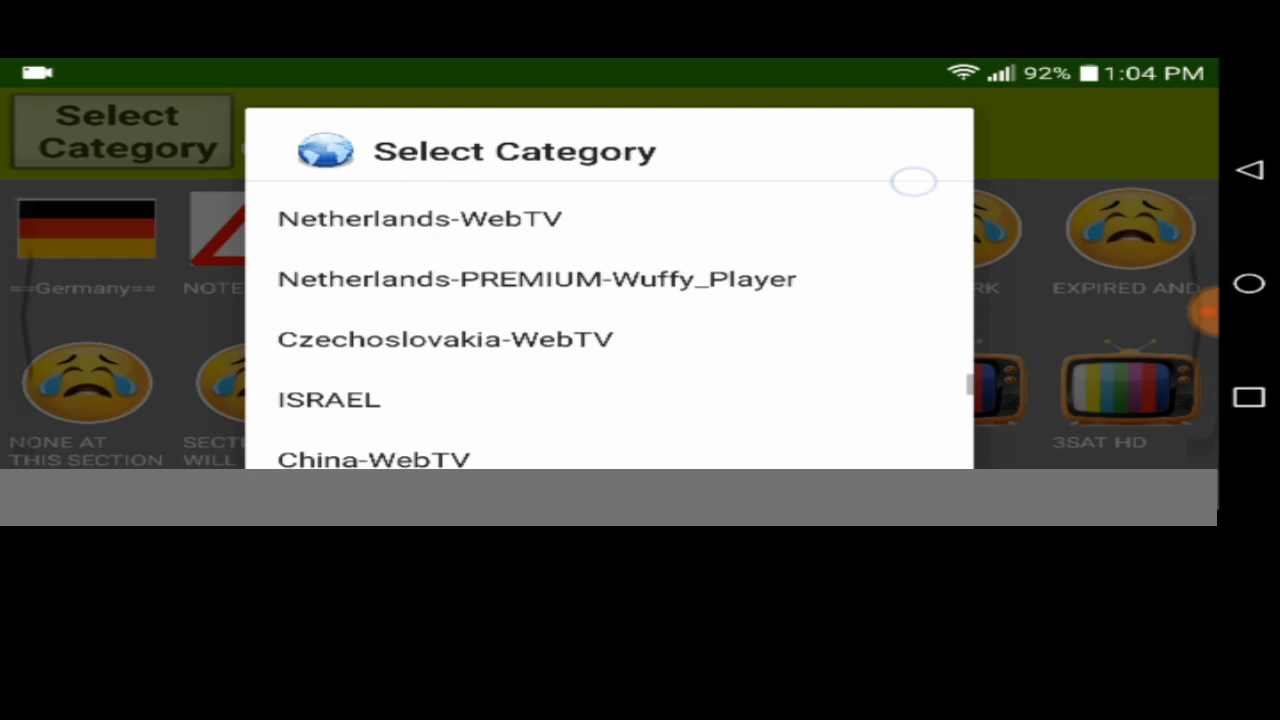 92% 1:04 PM
Select
Category
Select Category
Netherlands-WebTV
Netherlands-PREMIUM-Wuffy_Player
Czechoslovakia-WebTV
ISRAEL
China-WebTV
==Germany==
NOTE
RK
EXPIRED AND
NONE AT
THIS SECTION
SECTI
WILL
3SAT HD